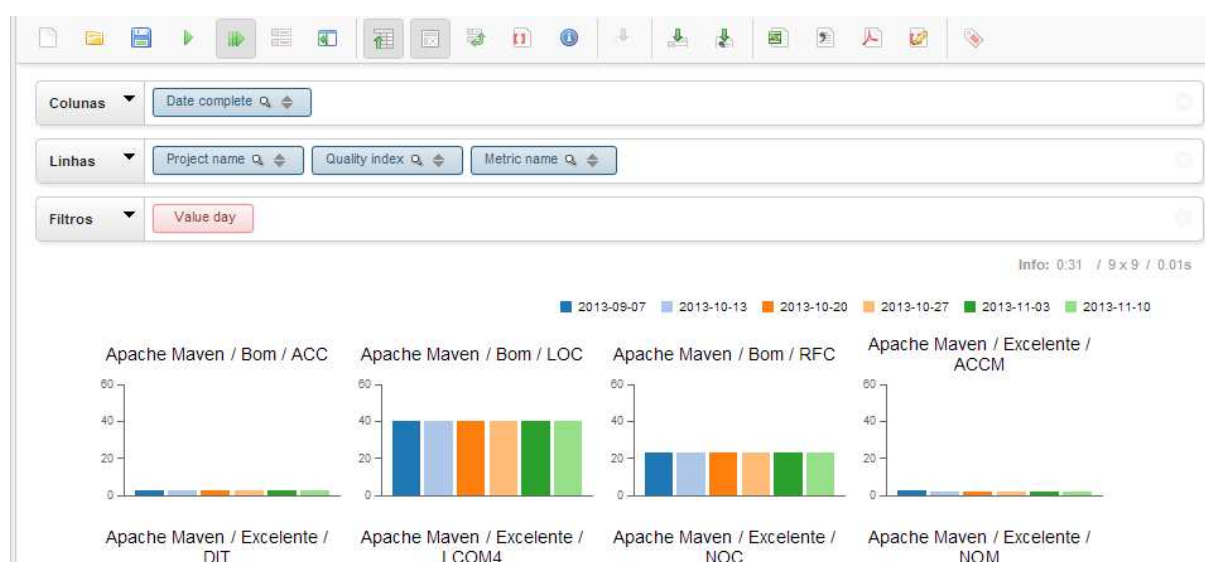 Colunas Date complete
Linhas Project name Quality index Metric name
Filtros Value day
Info: 0:31 / 9 x 9 / 0.01s
2013-09-07 2013-10-13 2013-10-20 2013-10-27 2013-11-03 2013-11-10
Apache Maven / Bom / ACC
60
40
20
0
Apache Maven / Bom / LOC
60
40
20
0
Apache Maven / Bom / RFC
60
40
20
0
Apache Maven / Excelente /
ACCM
60
40
20
0
Apache Maven / Excelente /
DIT
Apache Maven / Excelente /
LCOM4
Apache Maven / Excelente /
NOC
Apache Maven / Excelente /
NOM